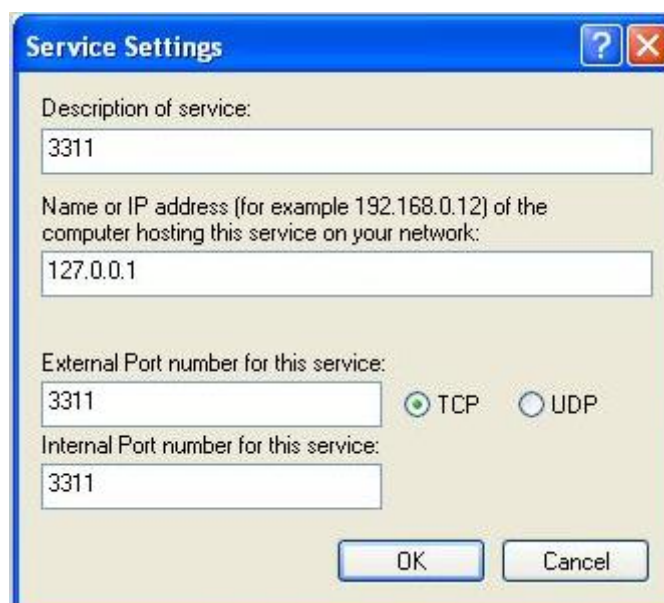 Service Settings
Description of service:
3311
Name or IP address (for example 192.168.0.12) of the
computer hosting this service on your network:
127.0.0.1
External Port number for this service:
3311
TCP
UDP
Internal Port number for this service:
3311
OK
Cancel